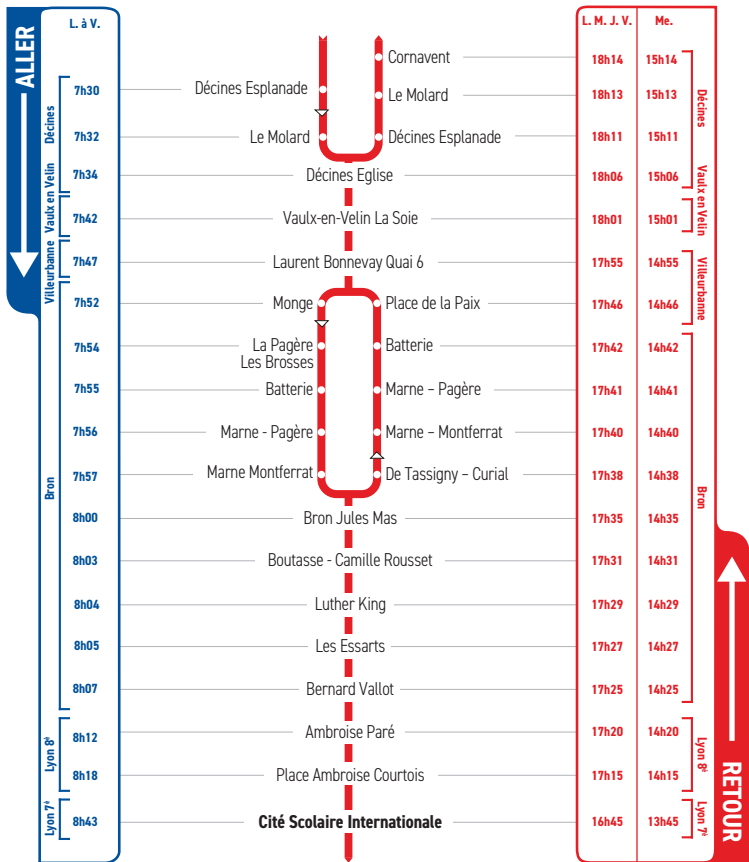 ALLER
L. à V.
L. M. J. V. Me.
Cornavent 18h14 15h14
7h30 Décines Esplanade Le Molard 18h13 15h13
Décines
Décines
7h32 Le Molard Décines Esplanade 18h11 15h11
7h34 Décines Eglise 18h06 15h06
Vaulx en Velin
Vaulx en Velin
7h42 Vaulx-en-Velin La Soie 18h01 15h01
7h47 Laurent Bonnevay Quai 6 17h55 14h55
Villeurbanne
Villeurbanne
7h52 Monge Place de la Paix 17h46 14h46
7h54 La Pagère Batterie 17h42 14h42
Les Brosses
7h55 Batterie Marne – Pagère 17h41 14h41
7h56 Marne - Pagère Marne – Montferrat 17h40 14h40
7h57 Marne Montferrat De Tassigny – Curial 17h38 14h38
Bron
Bron
8h00 Bron Jules Mas 17h35 14h35
8h03 Boutasse - Camille Rousset 17h31 14h31
8h04 Luther King 17h29 14h29
8h05 Les Essarts 17h27 14h27
8h07 Bernard Vallot 17h25 14h25
8h12 Ambroise Paré 17h20 14h20
Lyon 8è
Lyon 8è
8h18 Place Ambroise Courtois 17h15 14h15
Lyon 7è
8h43 Cité Scolaire Internationale 16h45 13h45
Lyon 7è
RETOUR